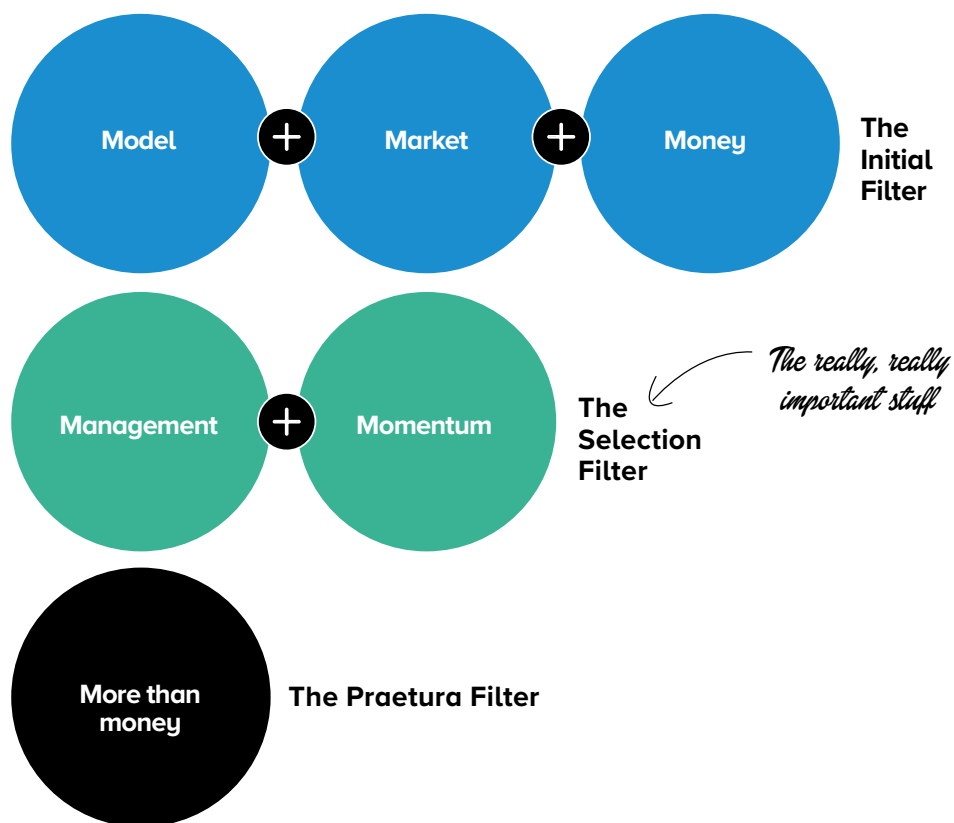 Model
+
Market
+
Money
The
Initial
Filter
Management
+
Momentum
The
Selection
Filter
The really, really
important stuff
More than
money
The Praetura Filter